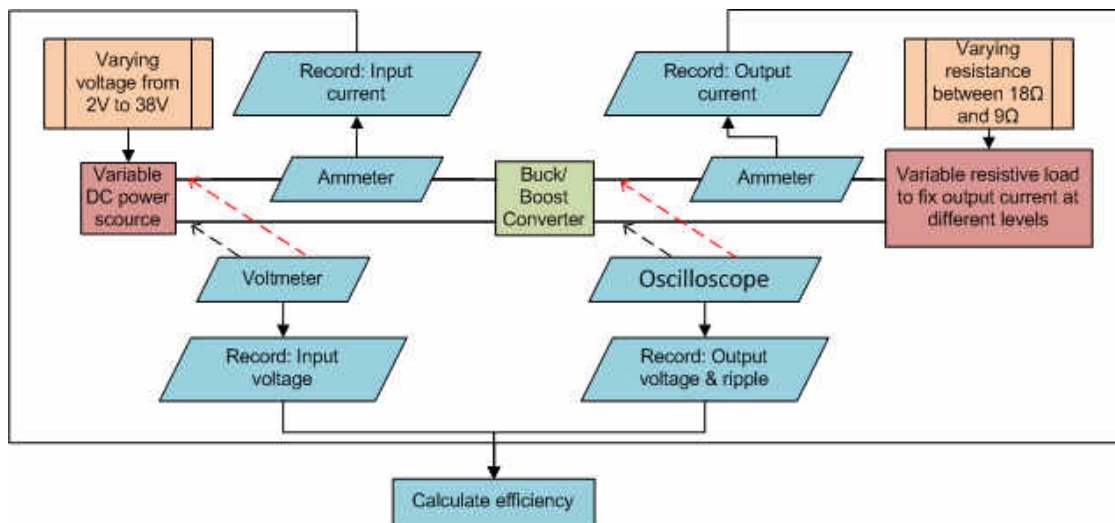 Varying
voltage from
2V to 38V
Record: Input
current
Record: Output
current
Varying
resistance
between 18Ω
and 9Ω
Variable
DC power
scource
Ammeter
Buck/
Boost
Converter
Ammeter
Variable resistive load
to fix output current at
different levels
Voltmeter
Oscilloscope
Record: Input
voltage
Record: Output
voltage & ripple
Calculate efficiency